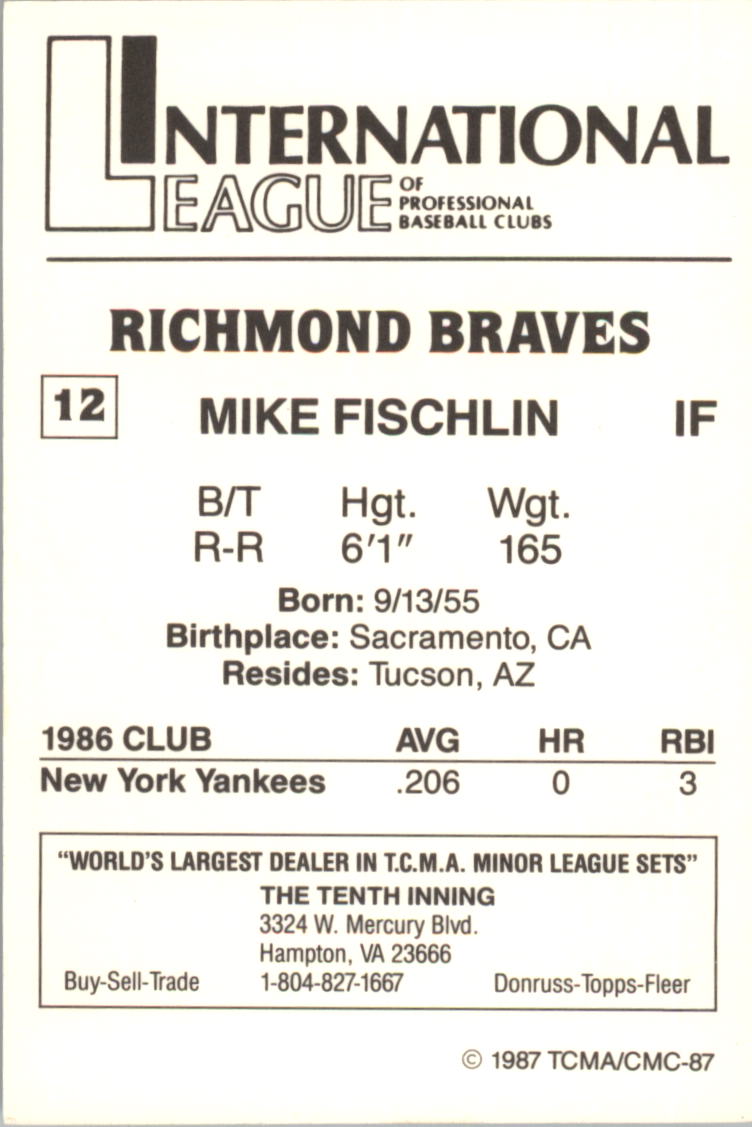 INTERNATIONAL
LEAGUE OF
PROFESSIONAL
BASEBALL CLUBS
RICHMOND BRAVES
12 MIKE FISCHLIN IF
B/T Hgt. Wgt.
R-R 6'1" 165
Born: 9/13/55
Birthplace: Sacramento, CA
Resides: Tucson, AZ
1986 CLUB AVG HR RBI
New York Yankees .206 0 3
“WORLD'S LARGEST DEALER IN T.C.M.A. MINOR LEAGUE SETS”
THE TENTH INNING
3324 W. Mercury Blvd.
Hampton, VA 23666
Buy-Sell-Trade 1-804-827-1667 Donruss-Topps-Fleer
© 1987 TCMA/CMC-87